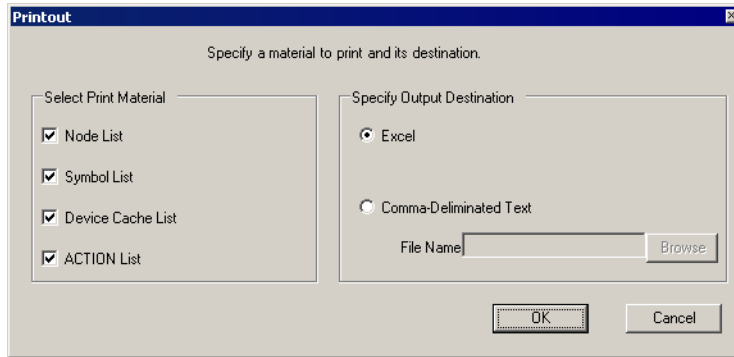 Printout
Specify a material to print and its destination.
Select Print Material
Node List
Symbol List
Device Cache List
ACTION List
Specify Output Destination
Excel
Comma-Deliminated Text
File Name
Browse
OK
Cancel